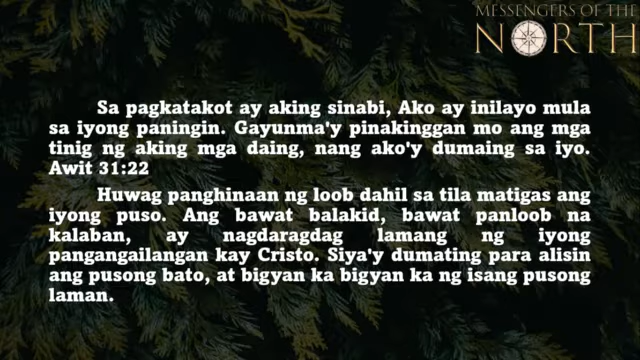 MESSENGERS OF THE
NORTH
Sa pagkatakot ay aking sinabi, Ako ay inilayo mula
sa iyong paningin. Gayunma'y pinakinggan mo ang mga
tinig ng aking mga daing, nang ako'y dumaing sa iyo.
Awit 31:22
Huwag panghinaan ng loob dahil sa tila matigas ang
iyong puso. Ang bawat balakid, bawat panloob na
kalaban, ay nagdaragdag lamang ng iyong
pangangailangan kay Cristo. Siya'y dumating para alisin
ang pusong bato, at bigyan ka bigyan ka ng isang pusong
laman.